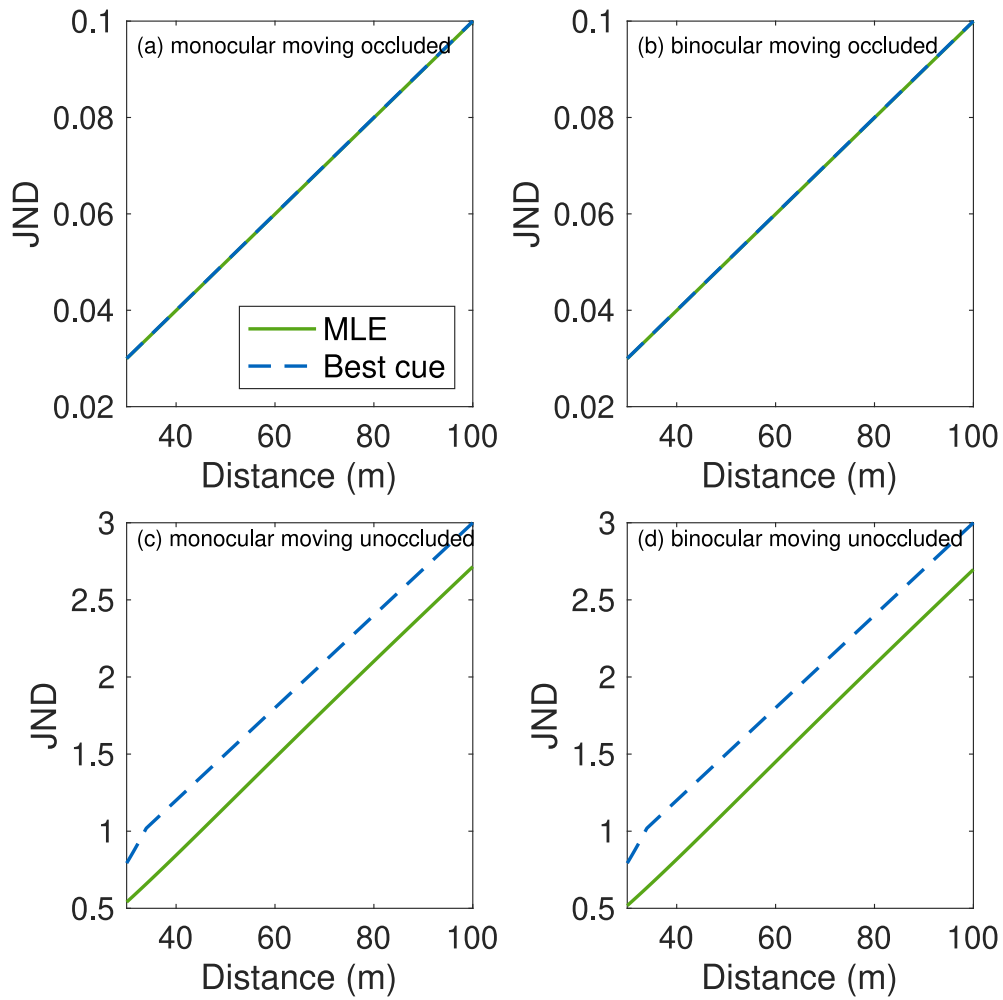 (a) monocular moving occluded
0.1
0.08
0.06
0.04
0.02
JND
MLE
Best cue
40 60 80 100
Distance (m)
(b) binocular moving occluded
0.1
0.08
0.06
0.04
0.02
JND
40 60 80 100
Distance (m)
(c) monocular moving unoccluded
3
2.5
2
1.5
1
0.5
JND
40 60 80 100
Distance (m)
(d) binocular moving unoccluded
3
2.5
2
1.5
1
0.5
JND
40 60 80 100
Distance (m)